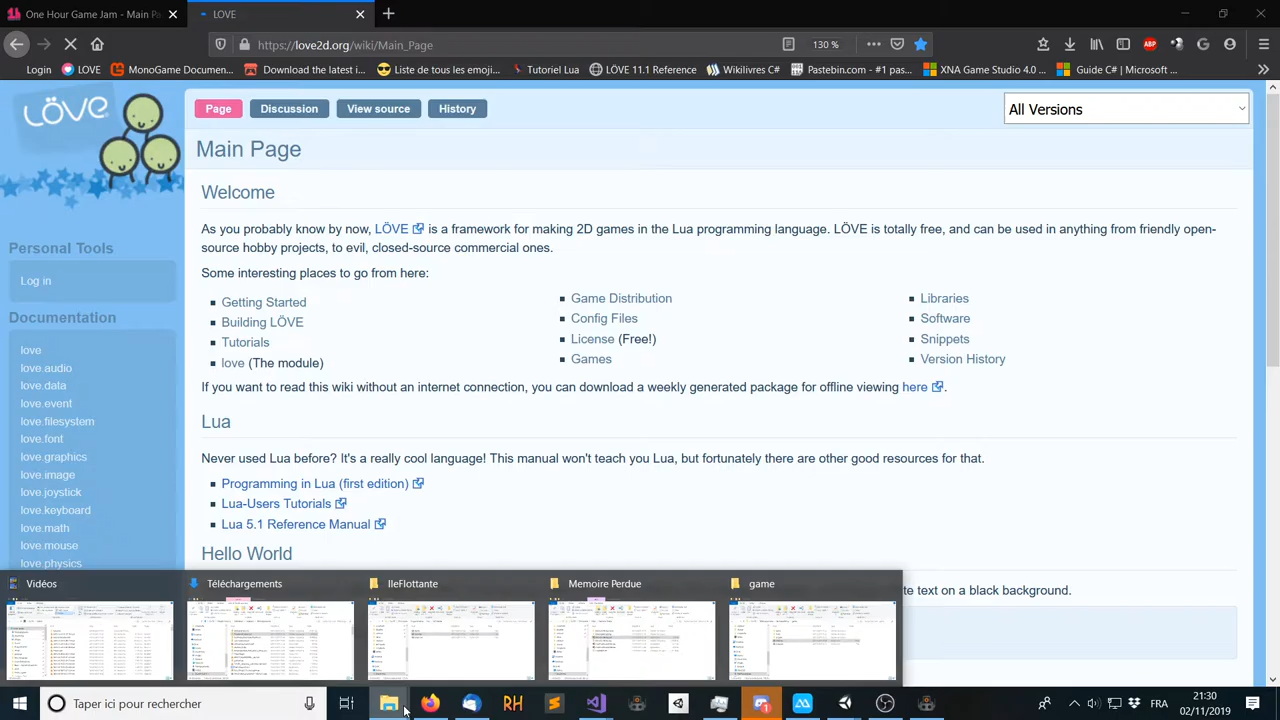 One Hour Game Jam - Main P
LOVE
https://love2d.org/wiki/Main_Page
130 %
Login
LÖVE
MonoGame Documen...
Download the latest i...
Liste de tous les emoji...
Tutoriel Lua
LÖVE 11.1 Reference
Wikilivres C#
Pastebin.com - #1 pas...
XNA Game Studio 4.0 ...
Guide C# | Microsoft ...
LÖVE
Page
Discussion
View source
History
All Versions
Main Page
Welcome
As you probably know by now, LÖVE is a framework for making 2D games in the Lua programming language. LÖVE is totally free, and can be used in anything from friendly open-
source hobby projects, to evil, closed-source commercial ones.
Some interesting places to go from here:
Getting Started
Building LÖVE
Tutorials
love (The module)
Game Distribution
Config Files
License (Free!)
Games
Libraries
Software
Snippets
Version History
If you want to read this wiki without an internet connection, you can download a weekly generated package for offline viewing here.
Lua
Never used Lua before? It's a really cool language! This manual won't teach you Lua, but fortunately there are other good resources for that.
Programming in Lua (first edition)
Lua-Users Tutorials
Lua 5.1 Reference Manual
Hello World
te text on a black background.
Personal Tools
Log in
Documentation
love
love.audio
love.data
love.event
love.filesystem
love.font
love.graphics
love.image
love.joystick
love.keyboard
love.math
love.mouse
love.physics
Vidéos
Téléchargements
IleFlottante
Memoire Perdue
game
Taper ici pour rechercher
RH
FR
21:30
02/11/2019